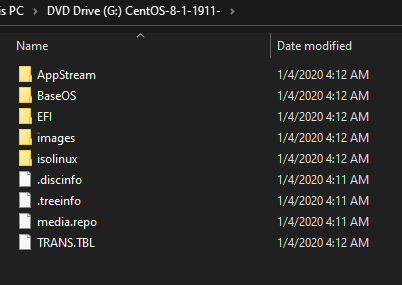 is PC > DVD Drive (G:) CentOS-8-1-1911- >
Name Date modified
AppStream 1/4/2020 4:12 AM
BaseOS 1/4/2020 4:12 AM
EFI 1/4/2020 4:12 AM
images 1/4/2020 4:12 AM
isolinux 1/4/2020 4:12 AM
.discinfo 1/4/2020 4:11 AM
.treeinfo 1/4/2020 4:11 AM
media.repo 1/4/2020 4:11 AM
TRANS.TBL 1/4/2020 4:12 AM